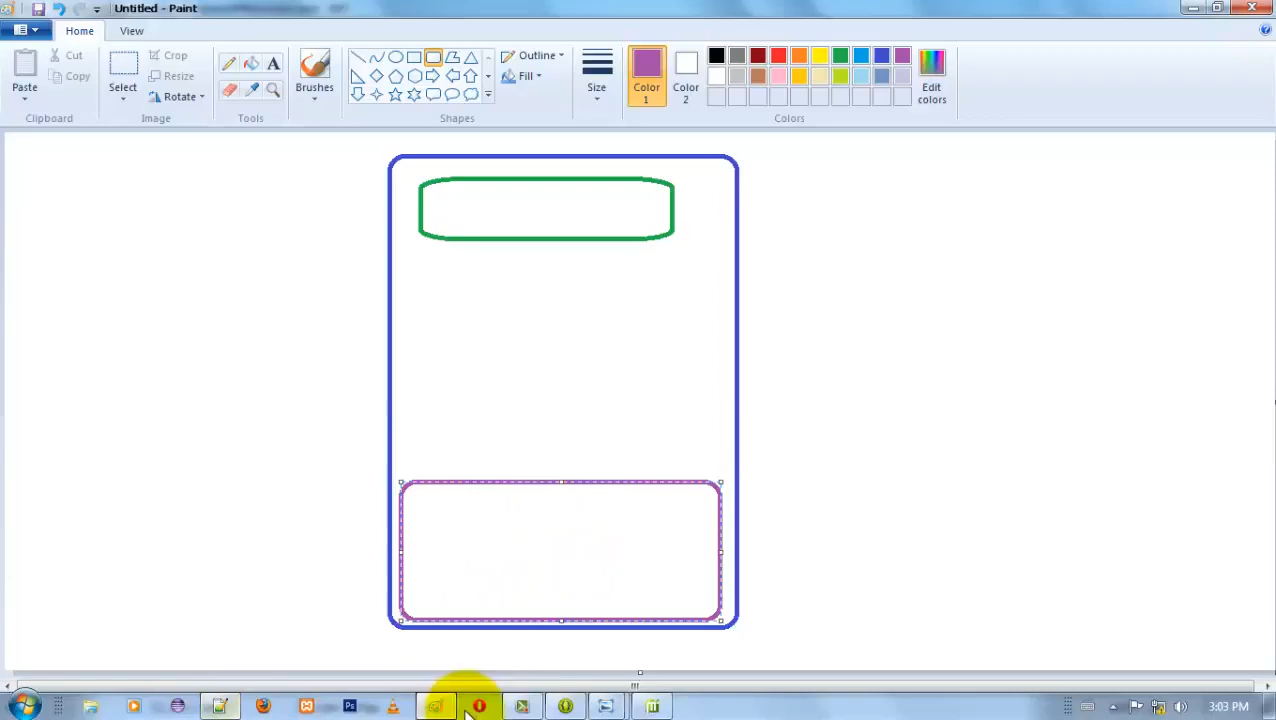 Untitled - Paint
Home View
Paste
Cut
Copy
Clipboard
Select
Crop
Resize
Rotate
Image
A
Tools
Brushes
Outline
Fill
Shapes
Size
Color 1
Color 2
Edit colors
Colors
Ps
3:03 PM